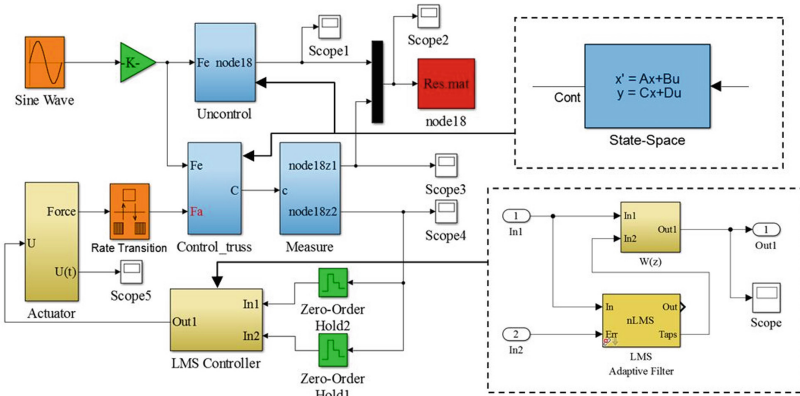 Sine Wave
-K-
Fe node18
Uncontrol
Scope1
Scope2
Res.mat
node18
x' = Ax+Bu
y = Cx+Du
Cont
State-Space
Force
U
U(t)
Actuator
Rate Transition
Fe
Fa
C
Control_truss
c
node18z1
node18z2
Measure
Scope3
Scope4
Scope5
Out1
In1
In2
LMS Controller
Zero-Order
Hold2
Zero-Order
Hold1
1
In1
In1
In2
Out1
W(z)
1
Out1
Scope
2
In2
In
Out
nLMS
Err
Taps
LMS
Adaptive Filter